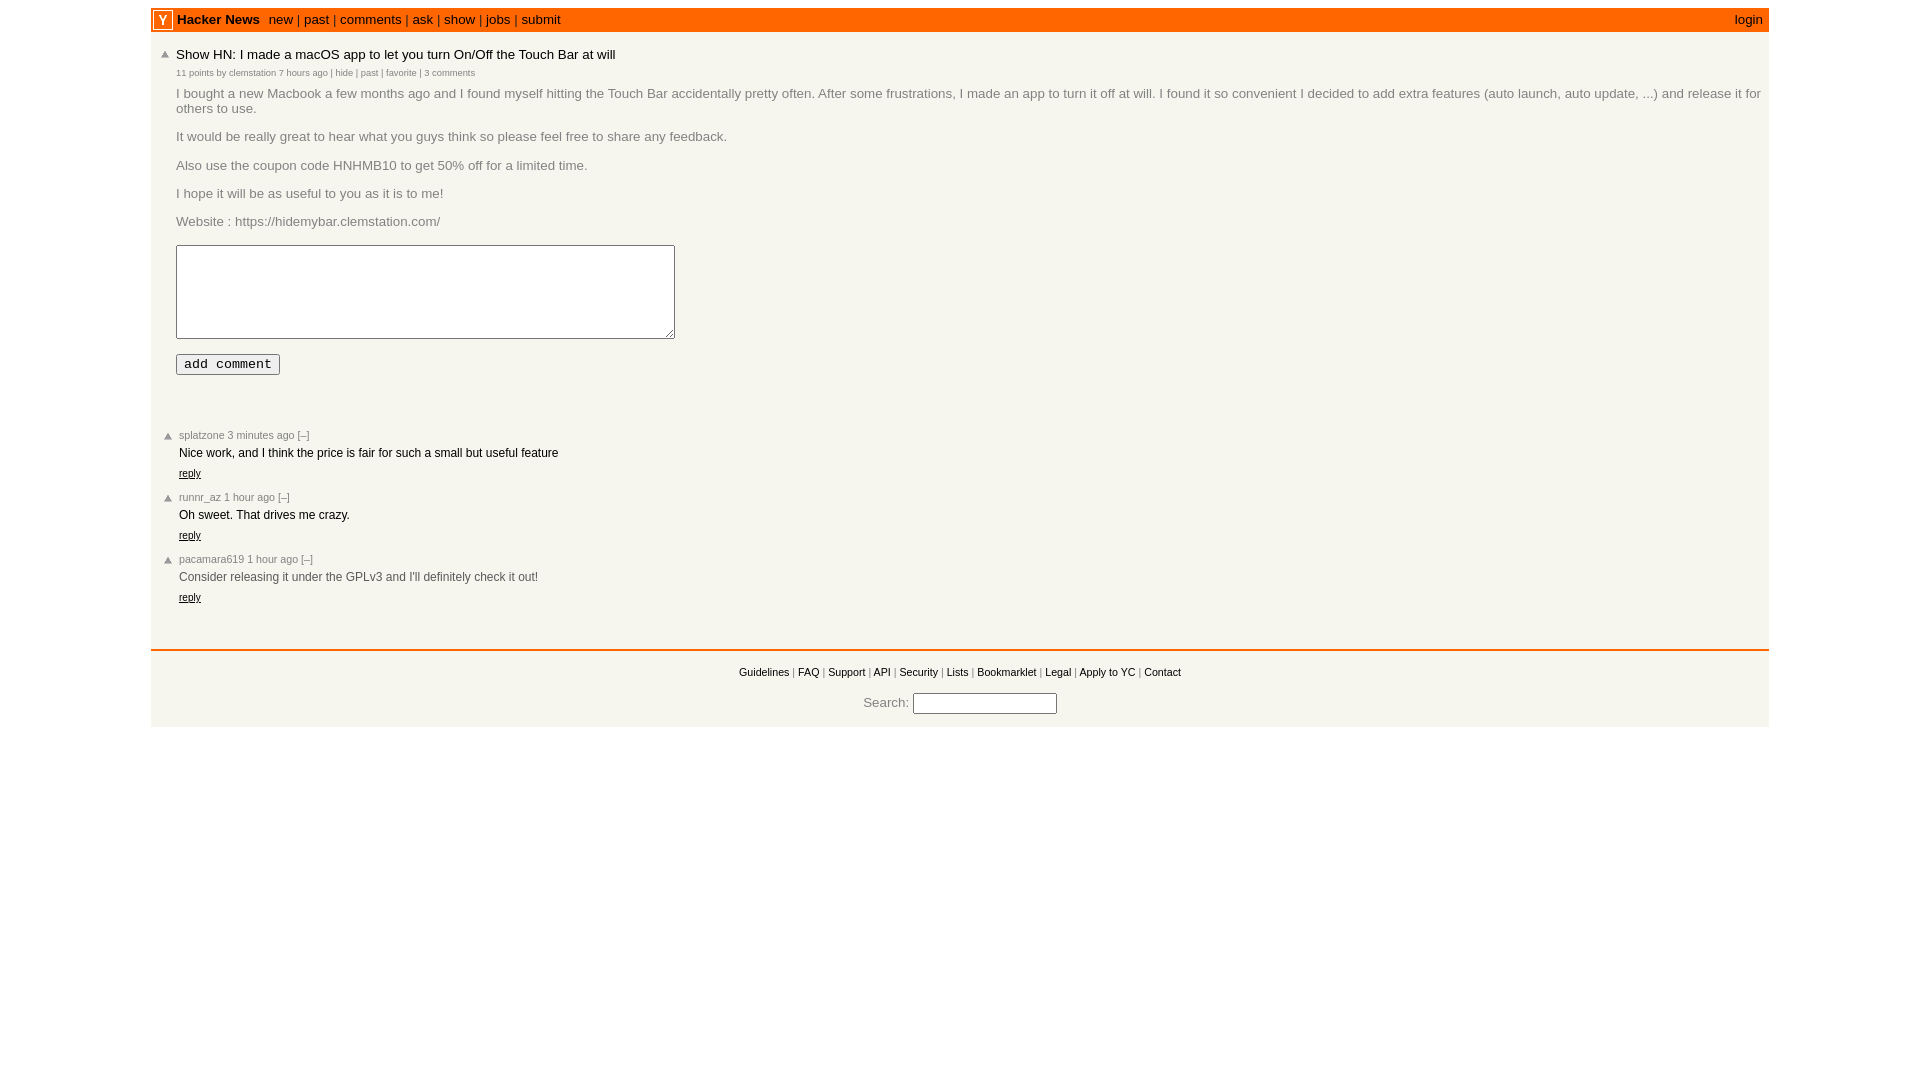 Y Hacker News new | past | comments | ask | show | jobs | submit login
Show HN: I made a macOS app to let you turn On/Off the Touch Bar at will
11 points by clemstation 7 hours ago | hide | past | favorite | 3 comments
I bought a new Macbook a few months ago and I found myself hitting the Touch Bar accidentally pretty often. After some frustrations, I made an app to turn it off at will. I found it so convenient I decided to add extra features (auto launch, auto update, ...) and release it for
others to use.
It would be really great to hear what you guys think so please feel free to share any feedback.
Also use the coupon code HNHMB10 to get 50% off for a limited time.
I hope it will be as useful to you as it is to me!
Website : https://hidemybar.clemstation.com/
add comment
splatzone 3 minutes ago [–]
Nice work, and I think the price is fair for such a small but useful feature
reply
runnr_az 1 hour ago [–]
Oh sweet. That drives me crazy.
reply
pacamara619 1 hour ago [–]
Consider releasing it under the GPLv3 and I'll definitely check it out!
reply
Guidelines | FAQ | Support | API | Security | Lists | Bookmarklet | Legal | Apply to YC | Contact
Search: